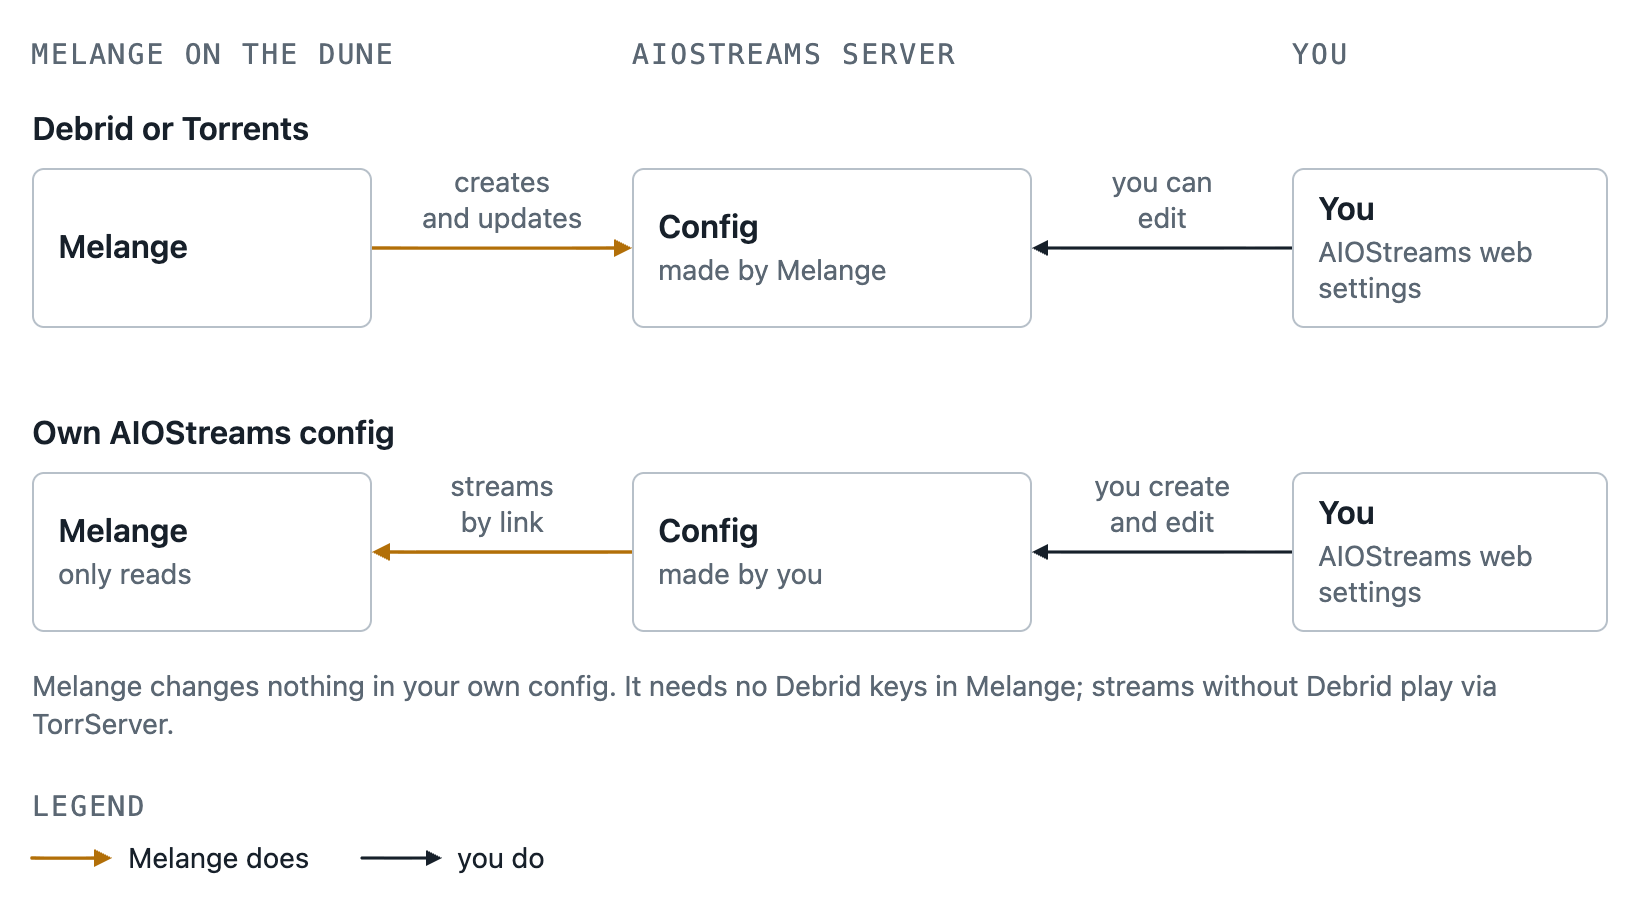 MELANGE ON THE DUNE
AIOSTREAMS SERVER
YOU
Debrid or Torrents
Melange
creates
and updates
Config
made by Melange
you can
edit
You
AIOStreams web
settings
Own AIOStreams config
Melange
only reads
streams
by link
Config
made by you
you create
and edit
You
AIOStreams web
settings
Melange changes nothing in your own config. It needs no Debrid keys in Melange; streams without Debrid play via
TorrServer.
LEGEND
Melange does
you do